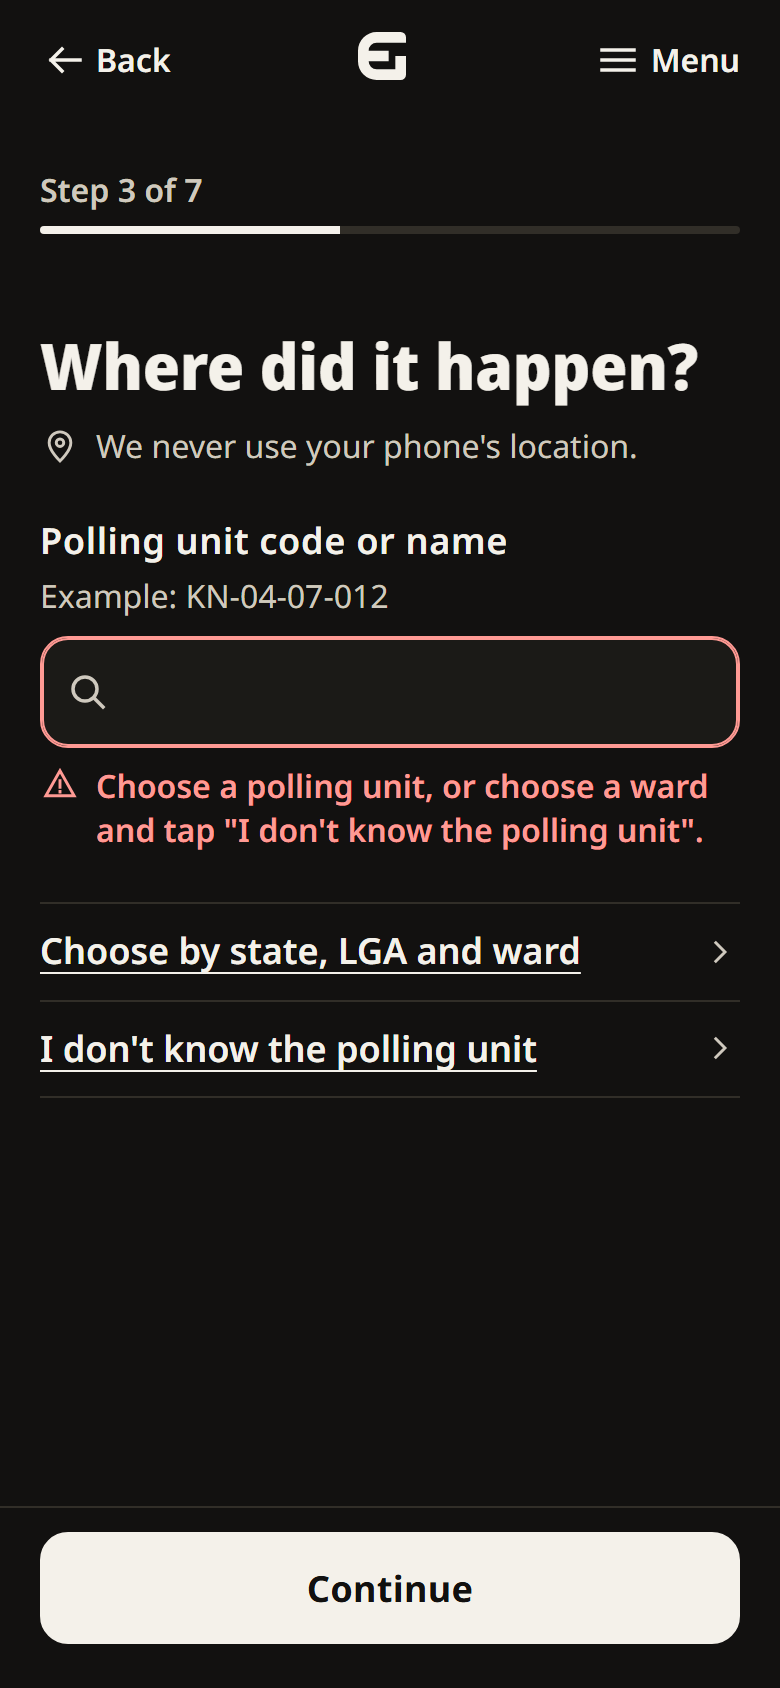 Back
Menu
Step 3 of 7
Where did it happen?
We never use your phone's location.
Polling unit code or name
Example: KN-04-07-012
Choose a polling unit, or choose a ward
and tap "I don't know the polling unit".
Choose by state, LGA and ward
I don't know the polling unit
Continue